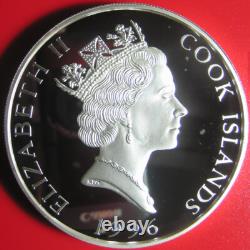 ELIZABETH II
COOK ISLANDS
1996